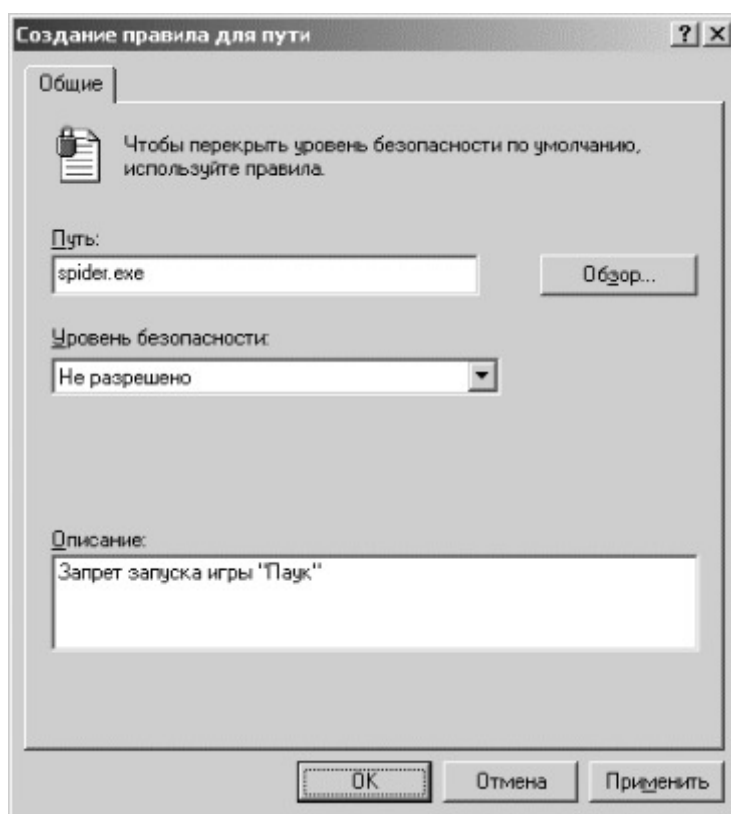 Создание правила для пути
Общие
Чтобы перекрыть уровень безопасности по умолчанию,
используйте правила.
Путь:
spider.exe
Обзор...
Уровень безопасности:
Не разрешено
Описание:
Запрет запуска игры "Паук"
OK
Отмена
Применить